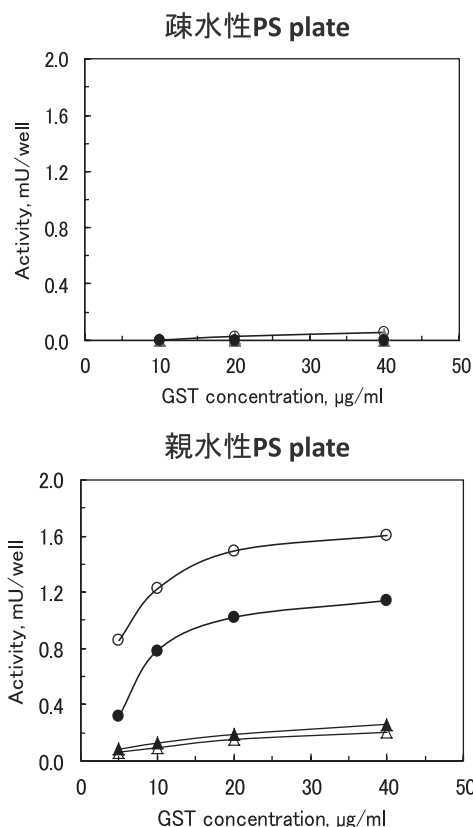 疎水性PS plate
2.0
1.6
1.2
0.8
0.4
0.0
Activity, mU/well
0 10 20 30 40 50
GST concentration, μg/ml
親水性PS plate
2.0
1.6
1.2
0.8
0.4
0.0
Activity, mU/well
0 10 20 30 40 50
GST concentration, μg/ml